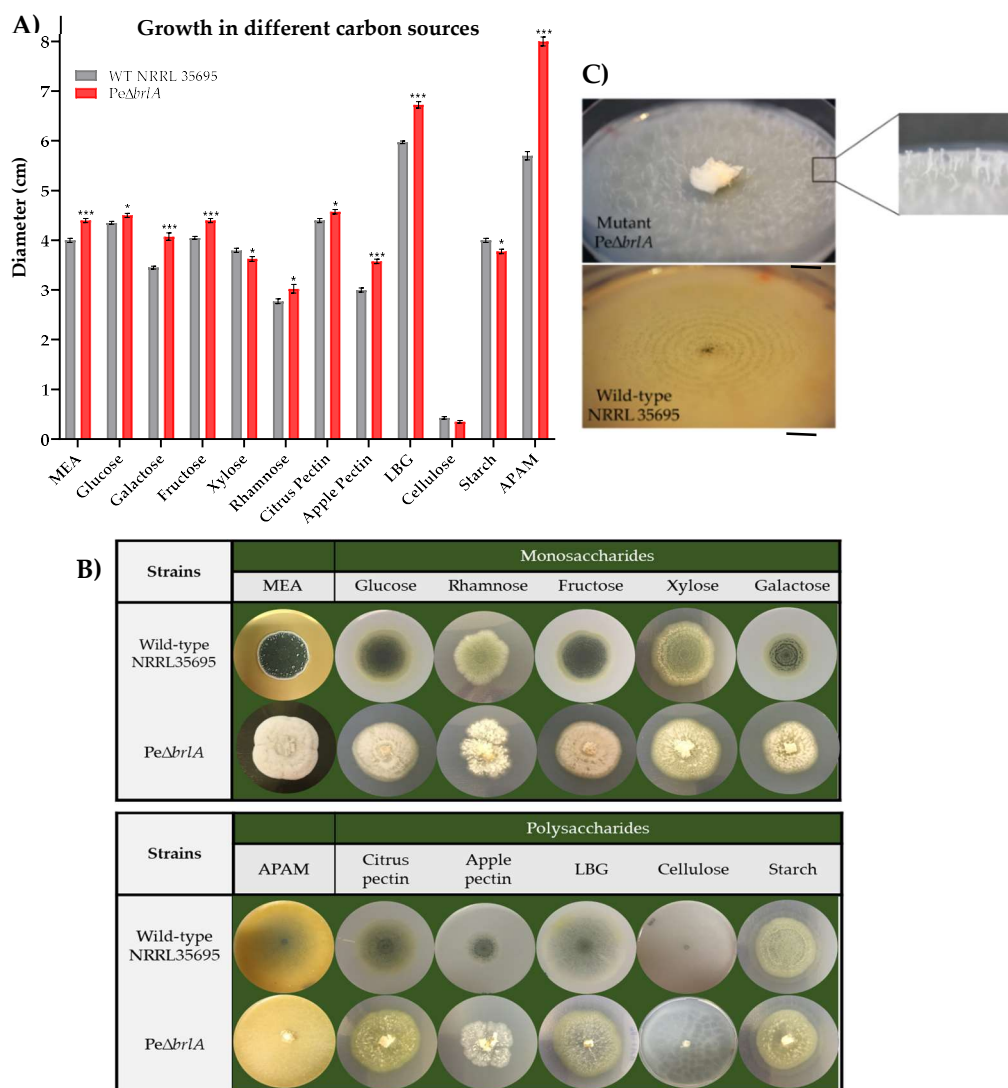 A)
Growth in different carbon sources
WT NRRL 35695
PeΔbrlA
Diameter (cm)
8
7
6
5
4
3
2
1
0
*** * *** *** * * * *** *** * ***
MEA
Glucose
Galactose
Fructose
Xylose
Rhamnose
Citrus Pectin
Apple Pectin
LBG
Cellulose
Starch
APAM
C)
Mutant
PeΔbrlA
Wild-type
NRRL 35695
B)
Strains
Monosaccharides
MEA Glucose Rhamnose Fructose Xylose Galactose
Wild-type
NRRL35695
PeΔbrlA
Strains
Polysaccharides
APAM Citrus pectin Apple pectin LBG Cellulose Starch
Wild-type
NRRL35695
PeΔbrlA